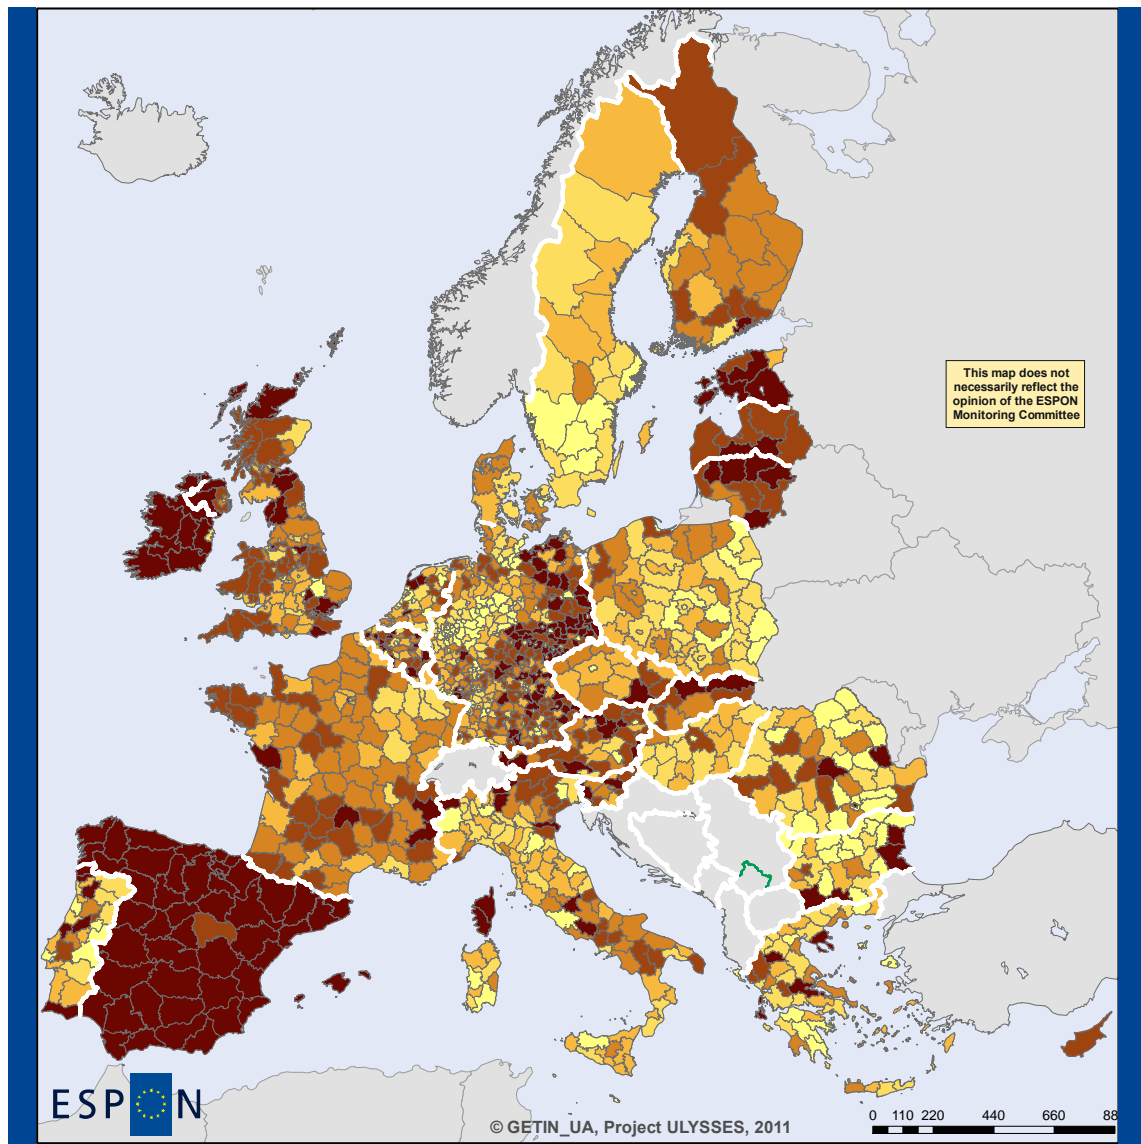 This map does not
necessarily reflect the
opinion of the ESPON
Monitoring Committee
ESPON
© GETIN_UA, Project ULYSSES, 2011
0 110 220 440 660 88